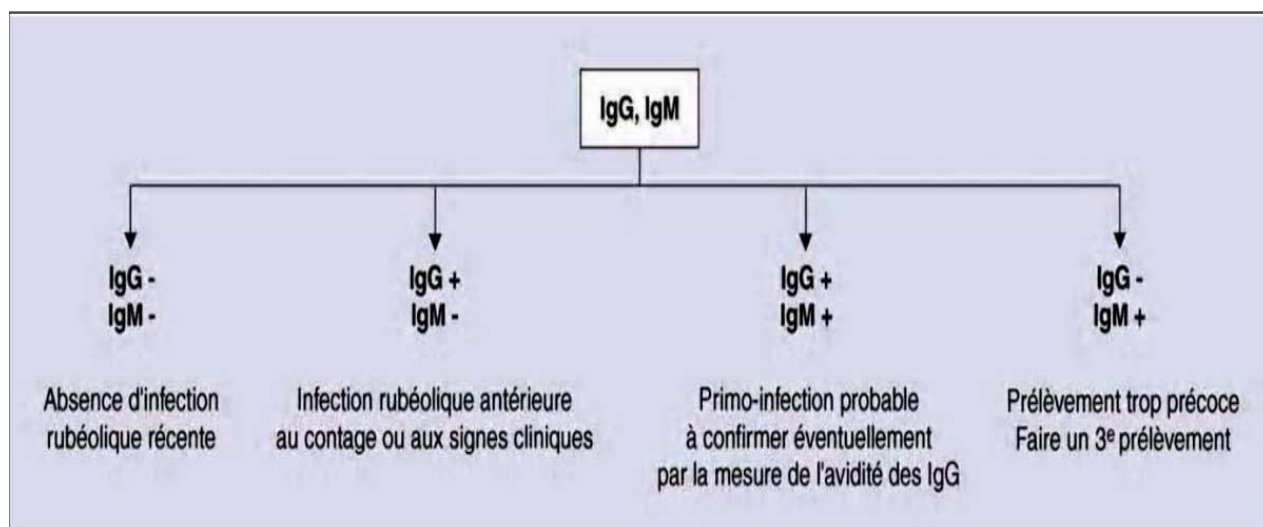 IgG, IgM
IgG -
IgM -
Absence d'infection
rubéolique récente
IgG +
IgM -
Infection rubéolique antérieure
au contage ou aux signes cliniques
IgG +
IgM +
Primo-infection probable
à confirmer éventuellement
par la mesure de l'avidité des IgG
IgG -
IgM +
Prélèvement trop précoce
Faire un 3e prélèvement